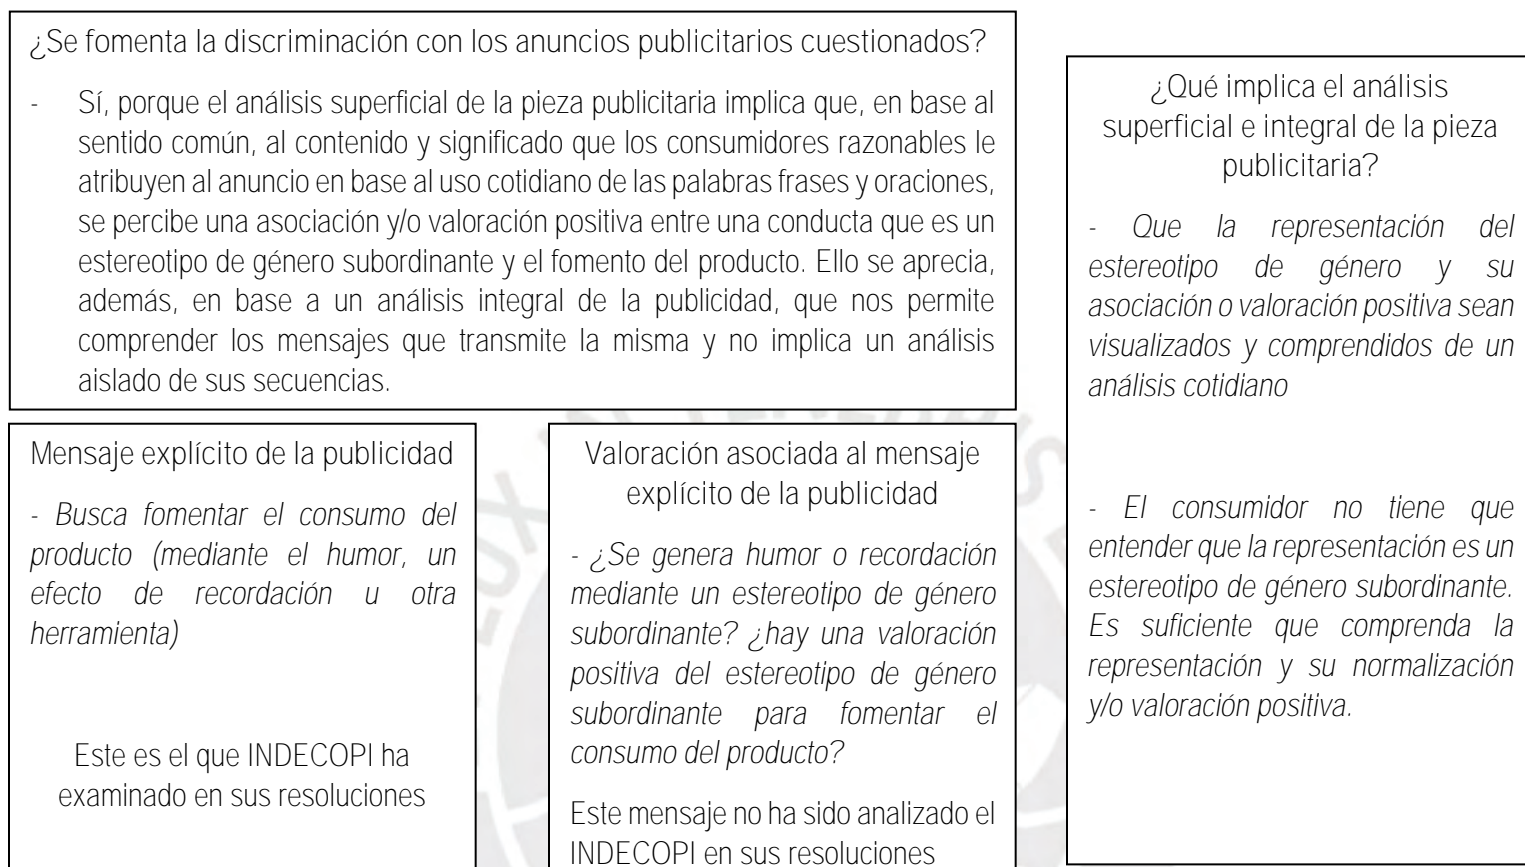 ¿Se fomenta la discriminación con los anuncios publicitarios cuestionados?
- Sí, porque el análisis superficial de la pieza publicitaria implica que, en base al
sentido común, al contenido y significado que los consumidores razonables le
atribuyen al anuncio en base al uso cotidiano de las palabras frases y oraciones,
se percibe una asociación y/o valoración positiva entre una conducta que es un
estereotipo de género subordinante y el fomento del producto. Ello se aprecia,
además, en base a un análisis integral de la publicidad, que nos permite
comprender los mensajes que transmite la misma y no implica un análisis
aislado de sus secuencias.
Mensaje explícito de la publicidad
- Busca fomentar el consumo del
producto (mediante el humor, un
efecto de recordación u otra
herramienta)
Este es el que INDECOPI ha
examinado en sus resoluciones
Valoración asociada al mensaje
explícito de la publicidad
- ¿Se genera humor o recordación
mediante un estereotipo de género
subordinante? ¿hay una valoración
positiva del estereotipo de género
subordinante para fomentar el
consumo del producto?
Este mensaje no ha sido analizado el
INDECOPI en sus resoluciones
¿Qué implica el análisis
superficial e integral de la pieza
publicitaria?
- Que la representación del
estereotipo de género y su
asociación o valoración positiva sean
visualizados y comprendidos de un
análisis cotidiano
- El consumidor no tiene que
entender que la representación es un
estereotipo de género subordinante.
Es suficiente que comprenda la
representación y su normalización
y/o valoración positiva.